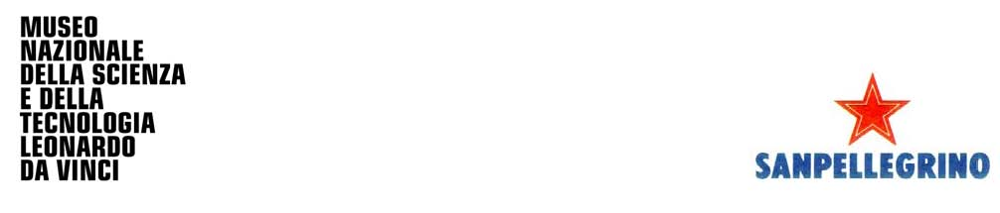 MUSEO
NAZIONALE
DELLA SCIENZA
E DELLA
TECNOLOGIA
LEONARDO
DA VINCI
SANPELLEGRINO